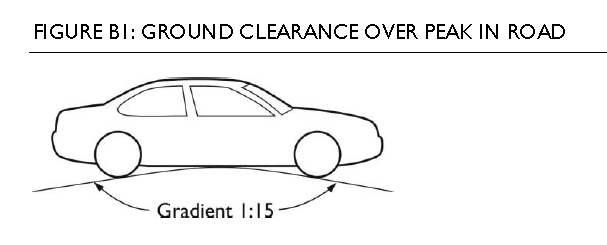 FIGURE B1: GROUND CLEARANCE OVER PEAK IN ROAD
Gradient 1:15